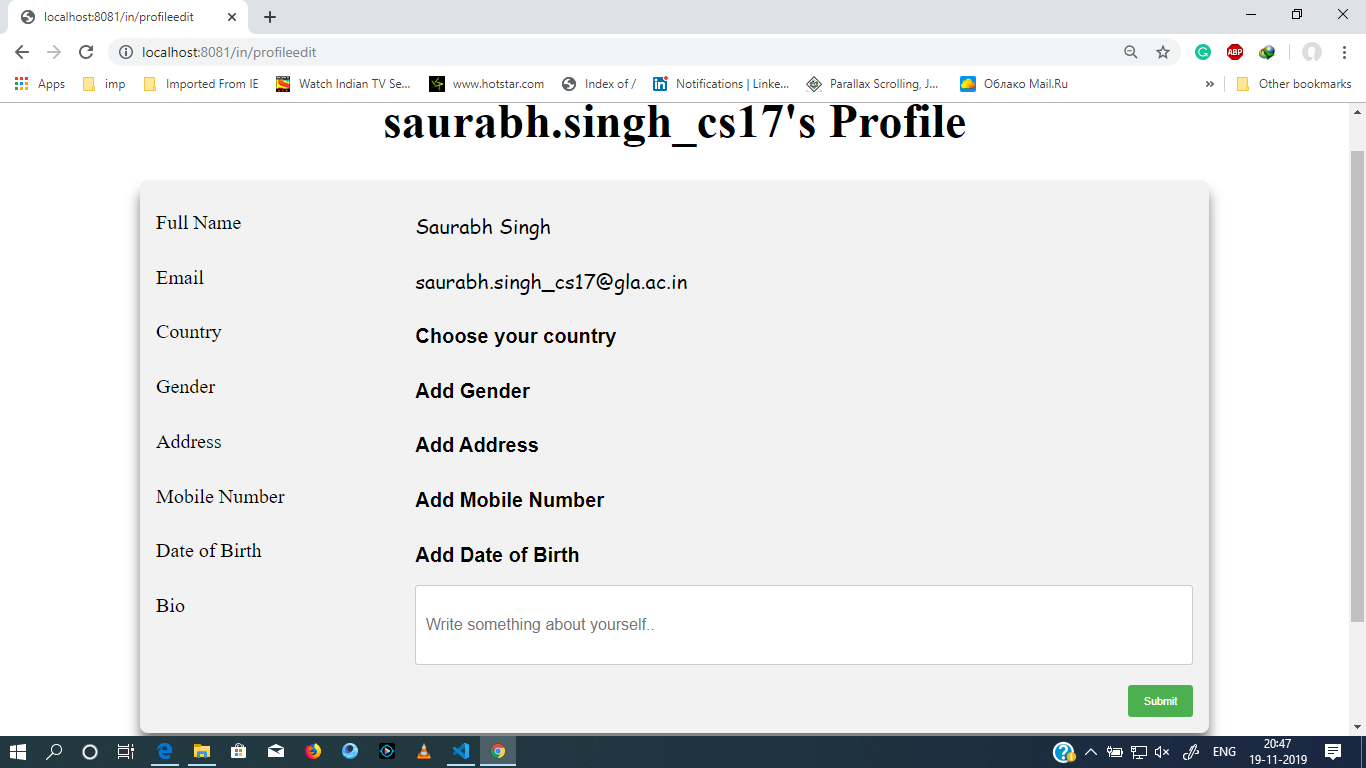 localhost:8081/in/profileedit
localhost:8081/in/profileedit
ABP
Apps imp Imported From IE Watch Indian TV Se... www.hotstar.com Index of / Notifications | Linke... Parallax Scrolling, J... Облако Mail.Ru » Other bookmarks
saurabh.singh_cs17's Profile
Full Name Saurabh Singh
Email saurabh.singh_cs17@gla.ac.in
Country Choose your country
Gender Add Gender
Address Add Address
Mobile Number Add Mobile Number
Date of Birth Add Date of Birth
Bio Write something about yourself..
Submit
ENG 20:47
19-11-2019